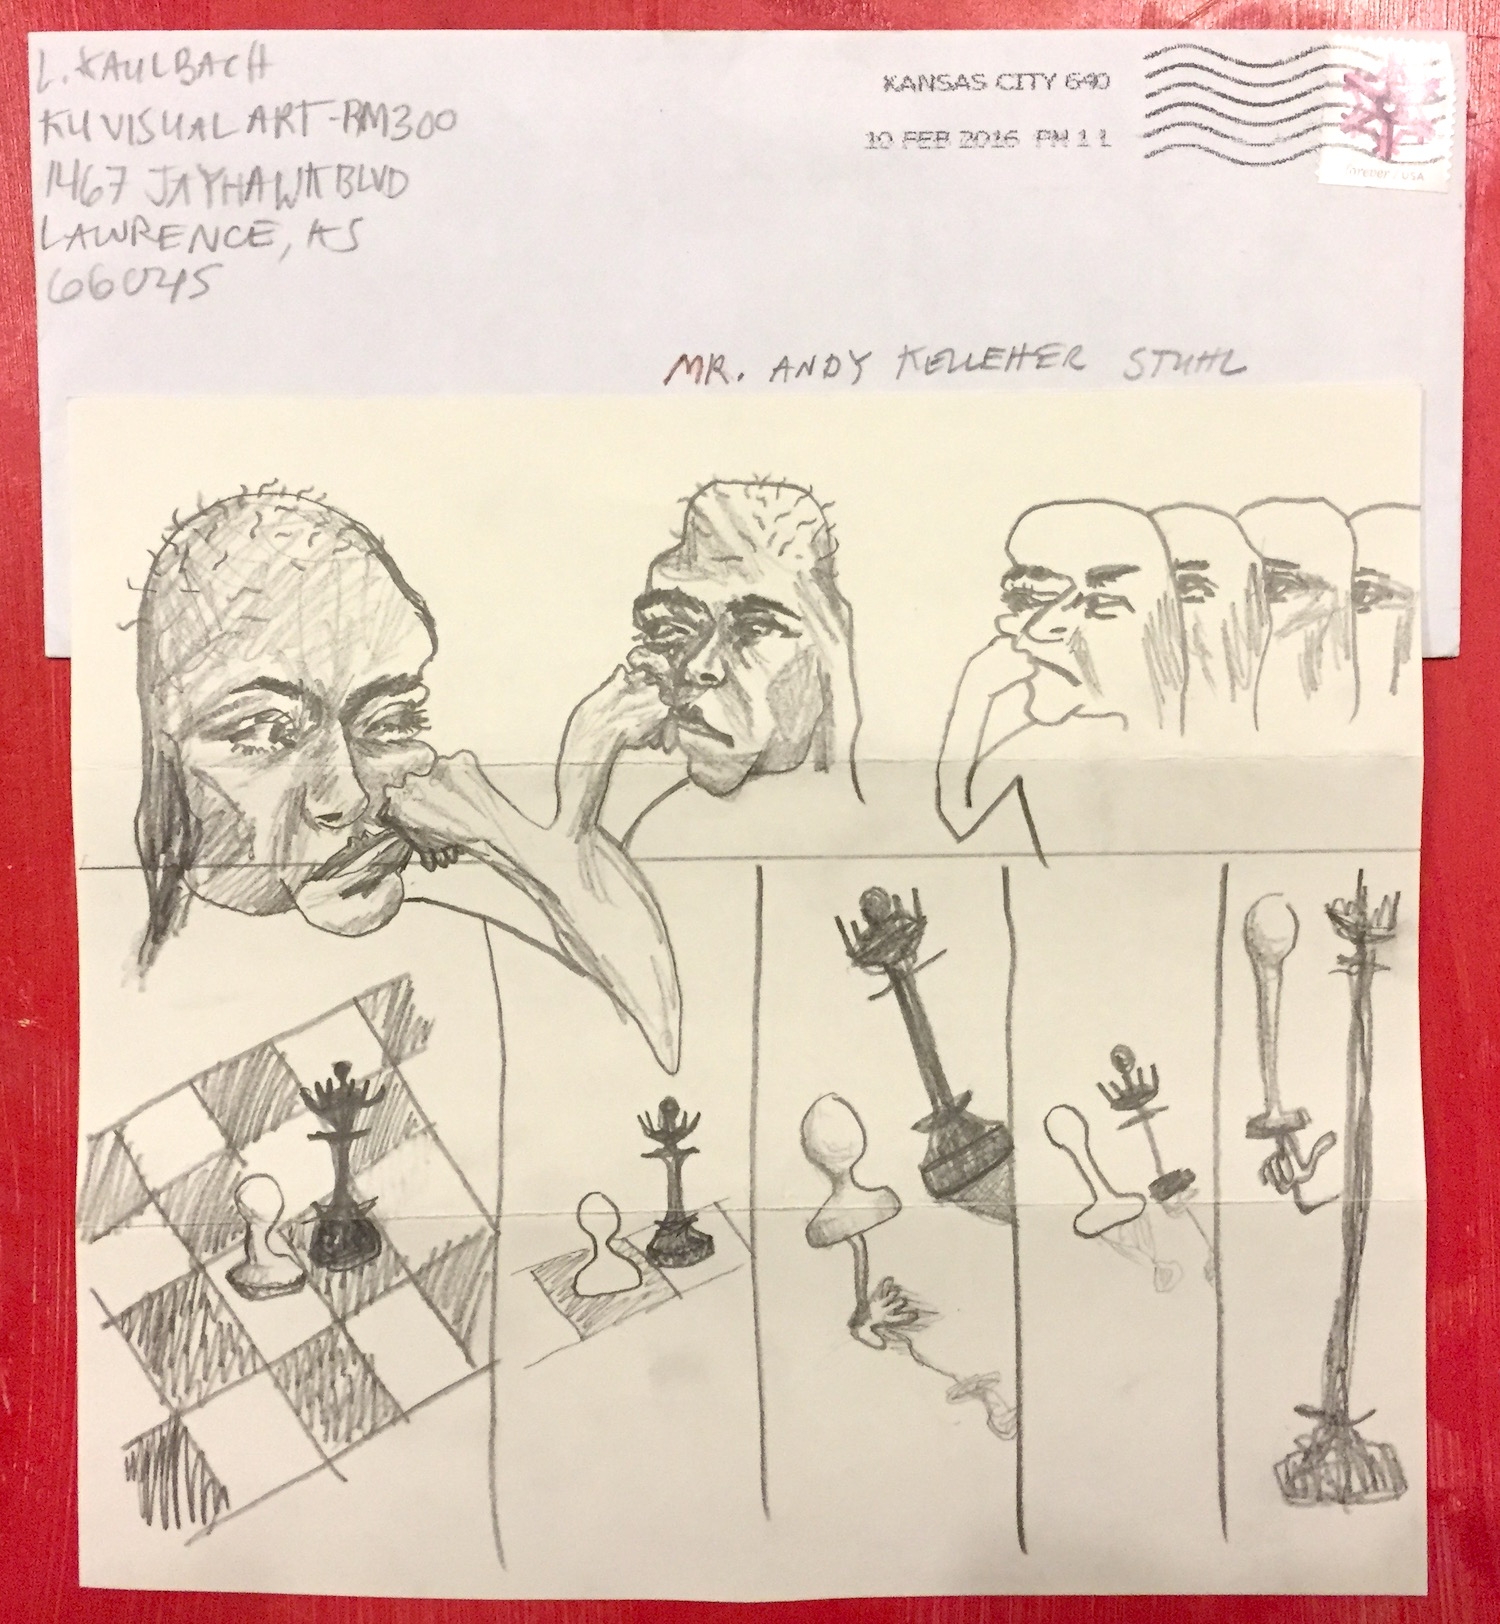 L. KAULBACH
KU VISUAL ART-RM300
1467 JAYHAWK BLVD
LAWRENCE, KS
66045
KANSAS CITY 640
10 FEB 2016 PM 1 L
forever / USA
MR. ANDY KELLEHER STUHL